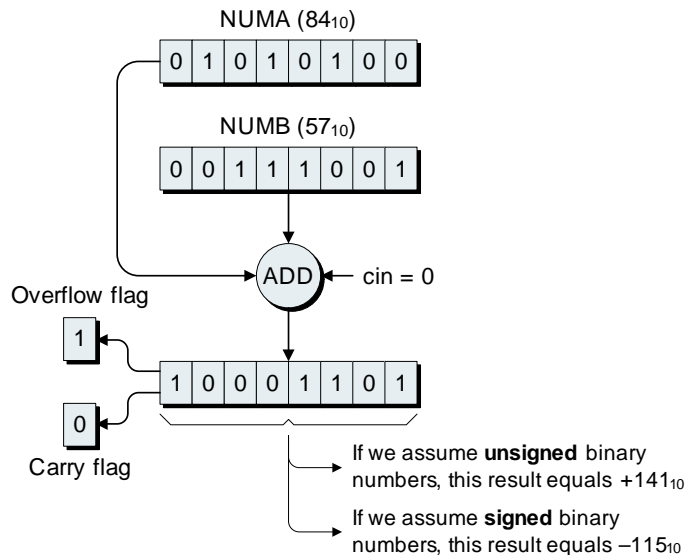 NUMA (84₁₀)
0 1 0 1 0 1 0 0
NUMB (57₁₀)
0 0 1 1 1 0 0 1
ADD
cin = 0
Overflow flag
1
1 0 0 0 1 1 0 1
0
Carry flag
If we assume unsigned binary
numbers, this result equals +141₁₀
If we assume signed binary
numbers, this result equals –115₁₀